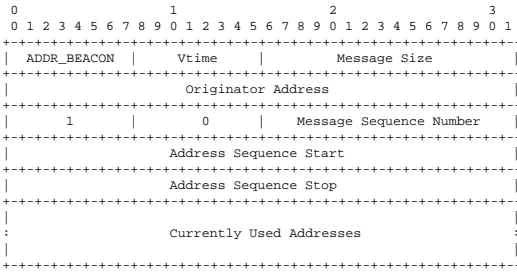 0                   1                   2                   3
 0 1 2 3 4 5 6 7 8 9 0 1 2 3 4 5 6 7 8 9 0 1 2 3 4 5 6 7 8 9 0 1
+-+-+-+-+-+-+-+-+-+-+-+-+-+-+-+-+-+-+-+-+-+-+-+-+-+-+-+-+-+-+-+-
|  ADDR_BEACON  |     Vtime     |         Message Size          |
+-+-+-+-+-+-+-+-+-+-+-+-+-+-+-+-+-+-+-+-+-+-+-+-+-+-+-+-+-+-+-+-
|                      Originator Address                       |
+-+-+-+-+-+-+-+-+-+-+-+-+-+-+-+-+-+-+-+-+-+-+-+-+-+-+-+-+-+-+-+-
|       1       |       0       |    Message Sequence Number    |
+-+-+-+-+-+-+-+-+-+-+-+-+-+-+-+-+-+-+-+-+-+-+-+-+-+-+-+-+-+-+-+-
|                    Address Sequence Start                     |
+-+-+-+-+-+-+-+-+-+-+-+-+-+-+-+-+-+-+-+-+-+-+-+-+-+-+-+-+-+-+-+-
|                    Address Sequence Stop                      |
+-+-+-+-+-+-+-+-+-+-+-+-+-+-+-+-+-+-+-+-+-+-+-+-+-+-+-+-+-+-+-+-
|                                                               |
:                    Currently Used Addresses                   :
|                                                               |
+-+-+-+-+-+-+-+-+-+-+-+-+-+-+-+-+-+-+-+-+-+-+-+-+-+-+-+-+-+-+-+-